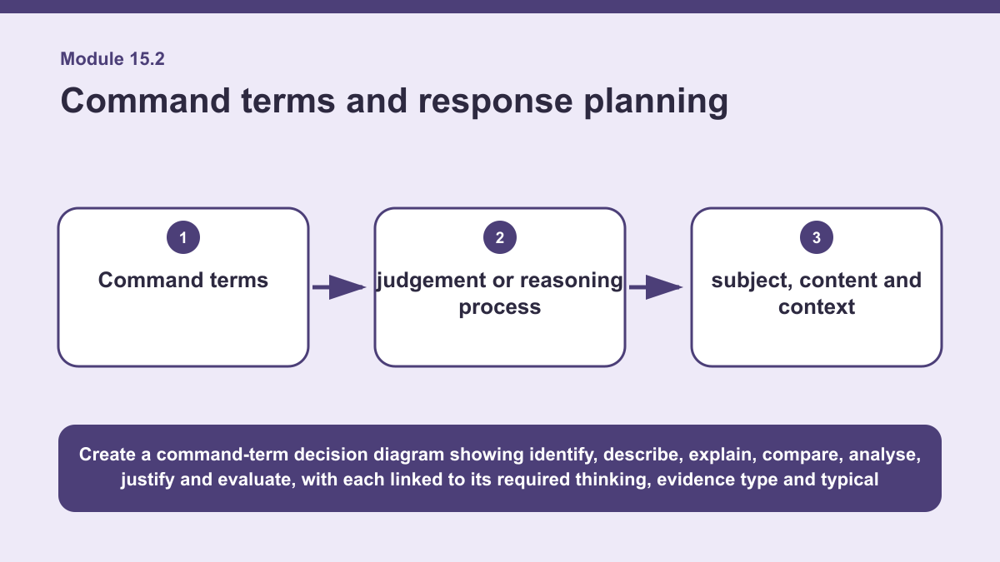 Module 15.2
Command terms and response planning
1
Command terms
2
judgement or reasoning
process
3
subject, content and
context
Create a command-term decision diagram showing identify, describe, explain, compare, analyse,
justify and evaluate, with each linked to its required thinking, evidence type and typical